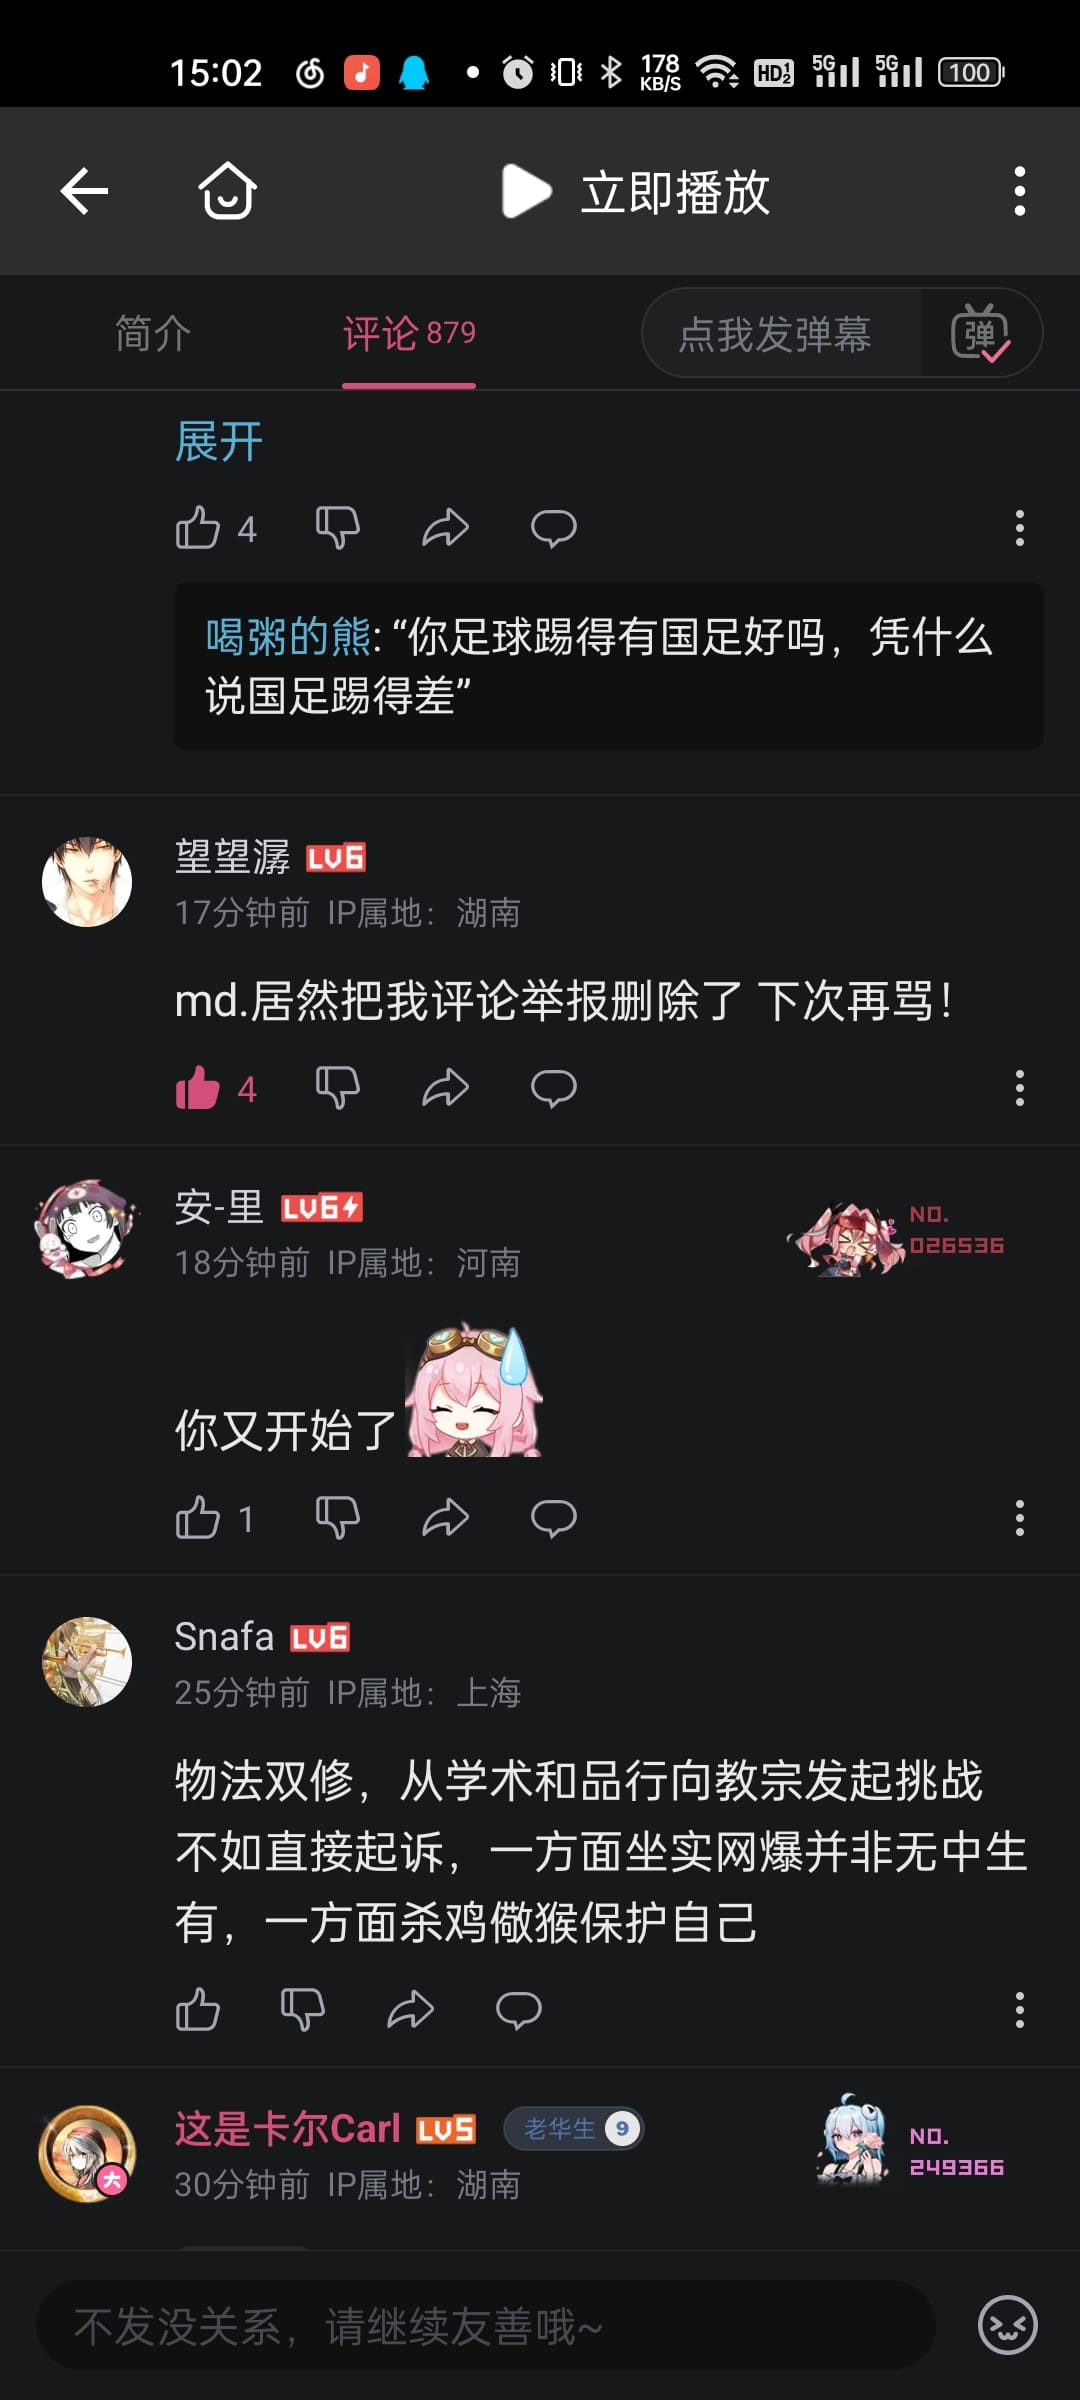 15:02 178 KB/S HD 1 2 5G 5G 100
立即播放
简介 评论 879 点我发弹幕 弹
展开
4
喝粥的熊: “你足球踢得有国足好吗，凭什么
说国足踢得差”
望望潺 LV6
17分钟前 IP属地：湖南
md.居然把我评论举报删除了 下次再骂！
4
安-里 LV6
18分钟前 IP属地：河南
NO.
026536
你又开始了
1
Snafa LV6
25分钟前 IP属地：上海
物法双修，从学术和品行向教宗发起挑战
不如直接起诉，一方面坐实网爆并非无中生
有，一方面杀鸡儆猴保护自己
这是卡尔Carl LV5 老华生 9
大
30分钟前 IP属地：湖南
NO.
249366
不发没关系，请继续友善哦~